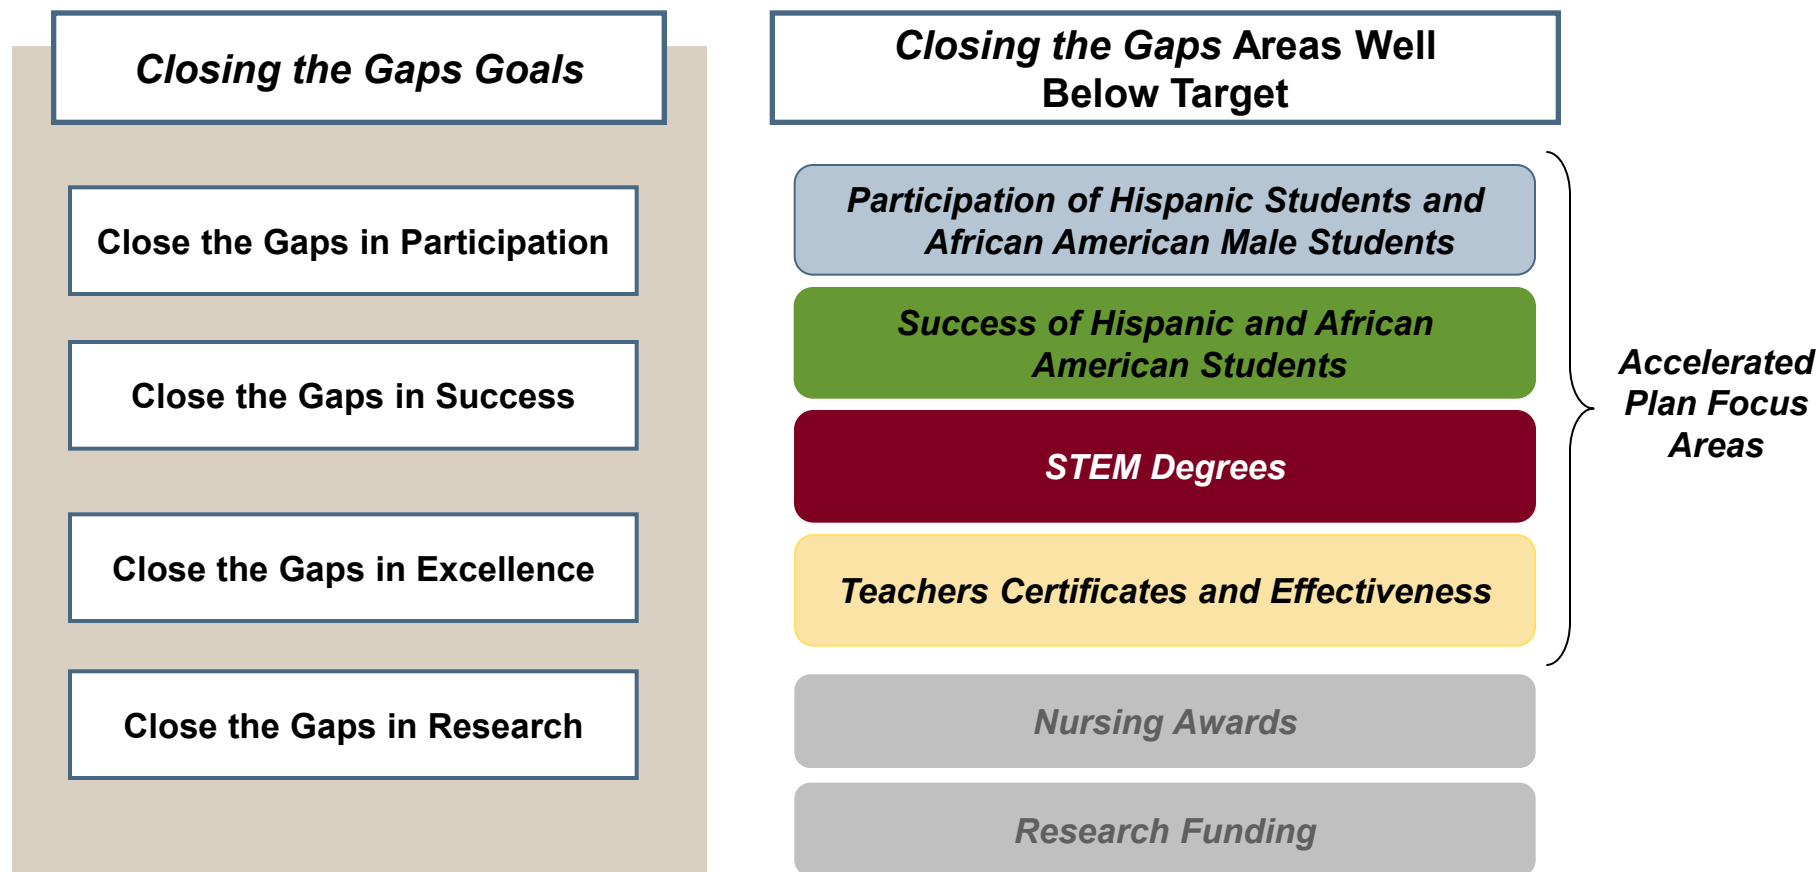 Closing the Gaps Goals
Close the Gaps in Participation
Close the Gaps in Success
Close the Gaps in Excellence
Close the Gaps in Research
Closing the Gaps Areas Well
Below Target
Participation of Hispanic Students and
African American Male Students
Success of Hispanic and African
American Students
STEM Degrees
Teachers Certificates and Effectiveness
Nursing Awards
Research Funding
Accelerated
Plan Focus
Areas